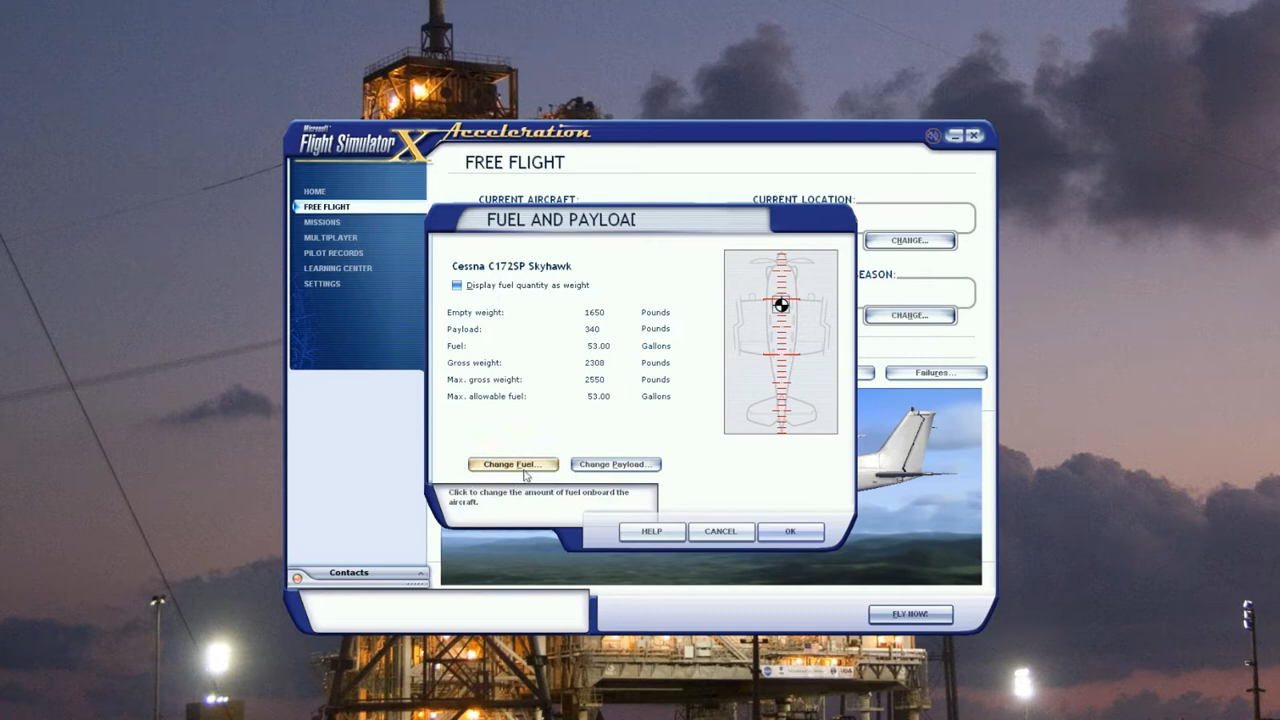 Microsoft
Flight Simulator X Acceleration
HOME
FREE FLIGHT
MISSIONS
MULTIPLAYER
PILOT RECORDS
LEARNING CENTER
SETTINGS
Contacts
FREE FLIGHT
CURRENT AIRCRAFT:
CURRENT LOCATION:
CHANGE...
EASON:
CHANGE...
Failures...
FUEL AND PAYLOAD
Cessna C172SP Skyhawk
Display fuel quantity as weight
Empty weight: 1650 Pounds
Payload: 340 Pounds
Fuel: 53.00 Gallons
Gross weight: 2308 Pounds
Max. gross weight: 2550 Pounds
Max. allowable fuel: 53.00 Gallons
Change Fuel...
Change Payload...
Click to change the amount of fuel onboard the
aircraft.
HELP
CANCEL
OK
FLY NOW!